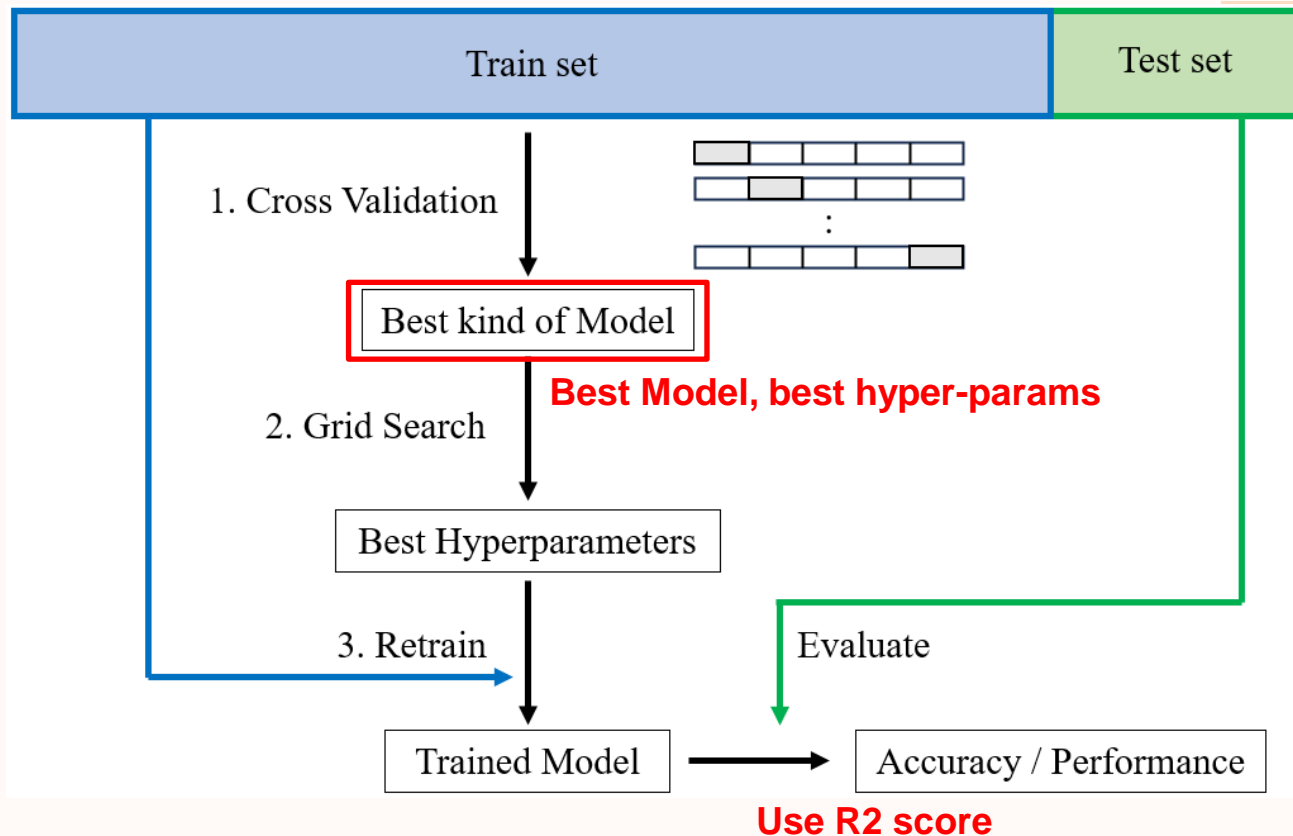 Train set
Test set
1. Cross Validation
:
Best kind of Model
Best Model, best hyper-params
2. Grid Search
Best Hyperparameters
3. Retrain
Evaluate
Trained Model
Accuracy / Performance
Use R2 score